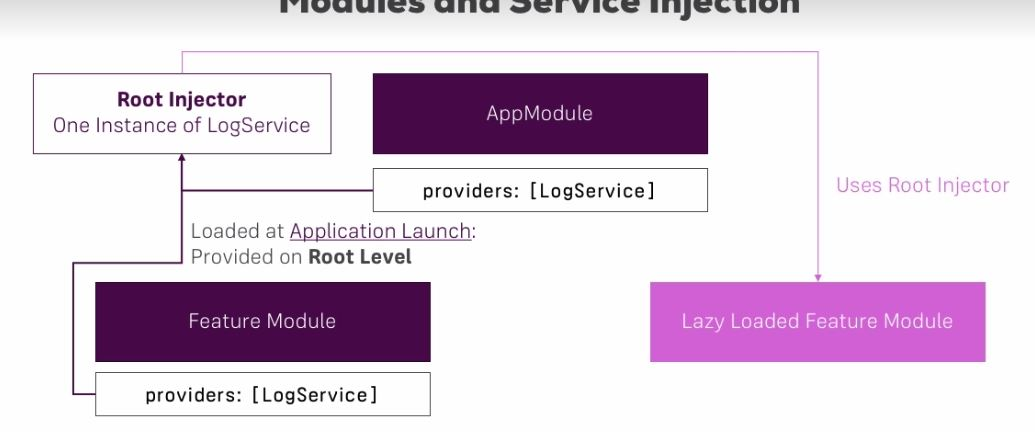 Modules and Service Injection
Root Injector
One Instance of LogService
AppModule
providers: [LogService]
Uses Root Injector
Loaded at Application Launch:
Provided on Root Level
Feature Module
Lazy Loaded Feature Module
providers: [LogService]